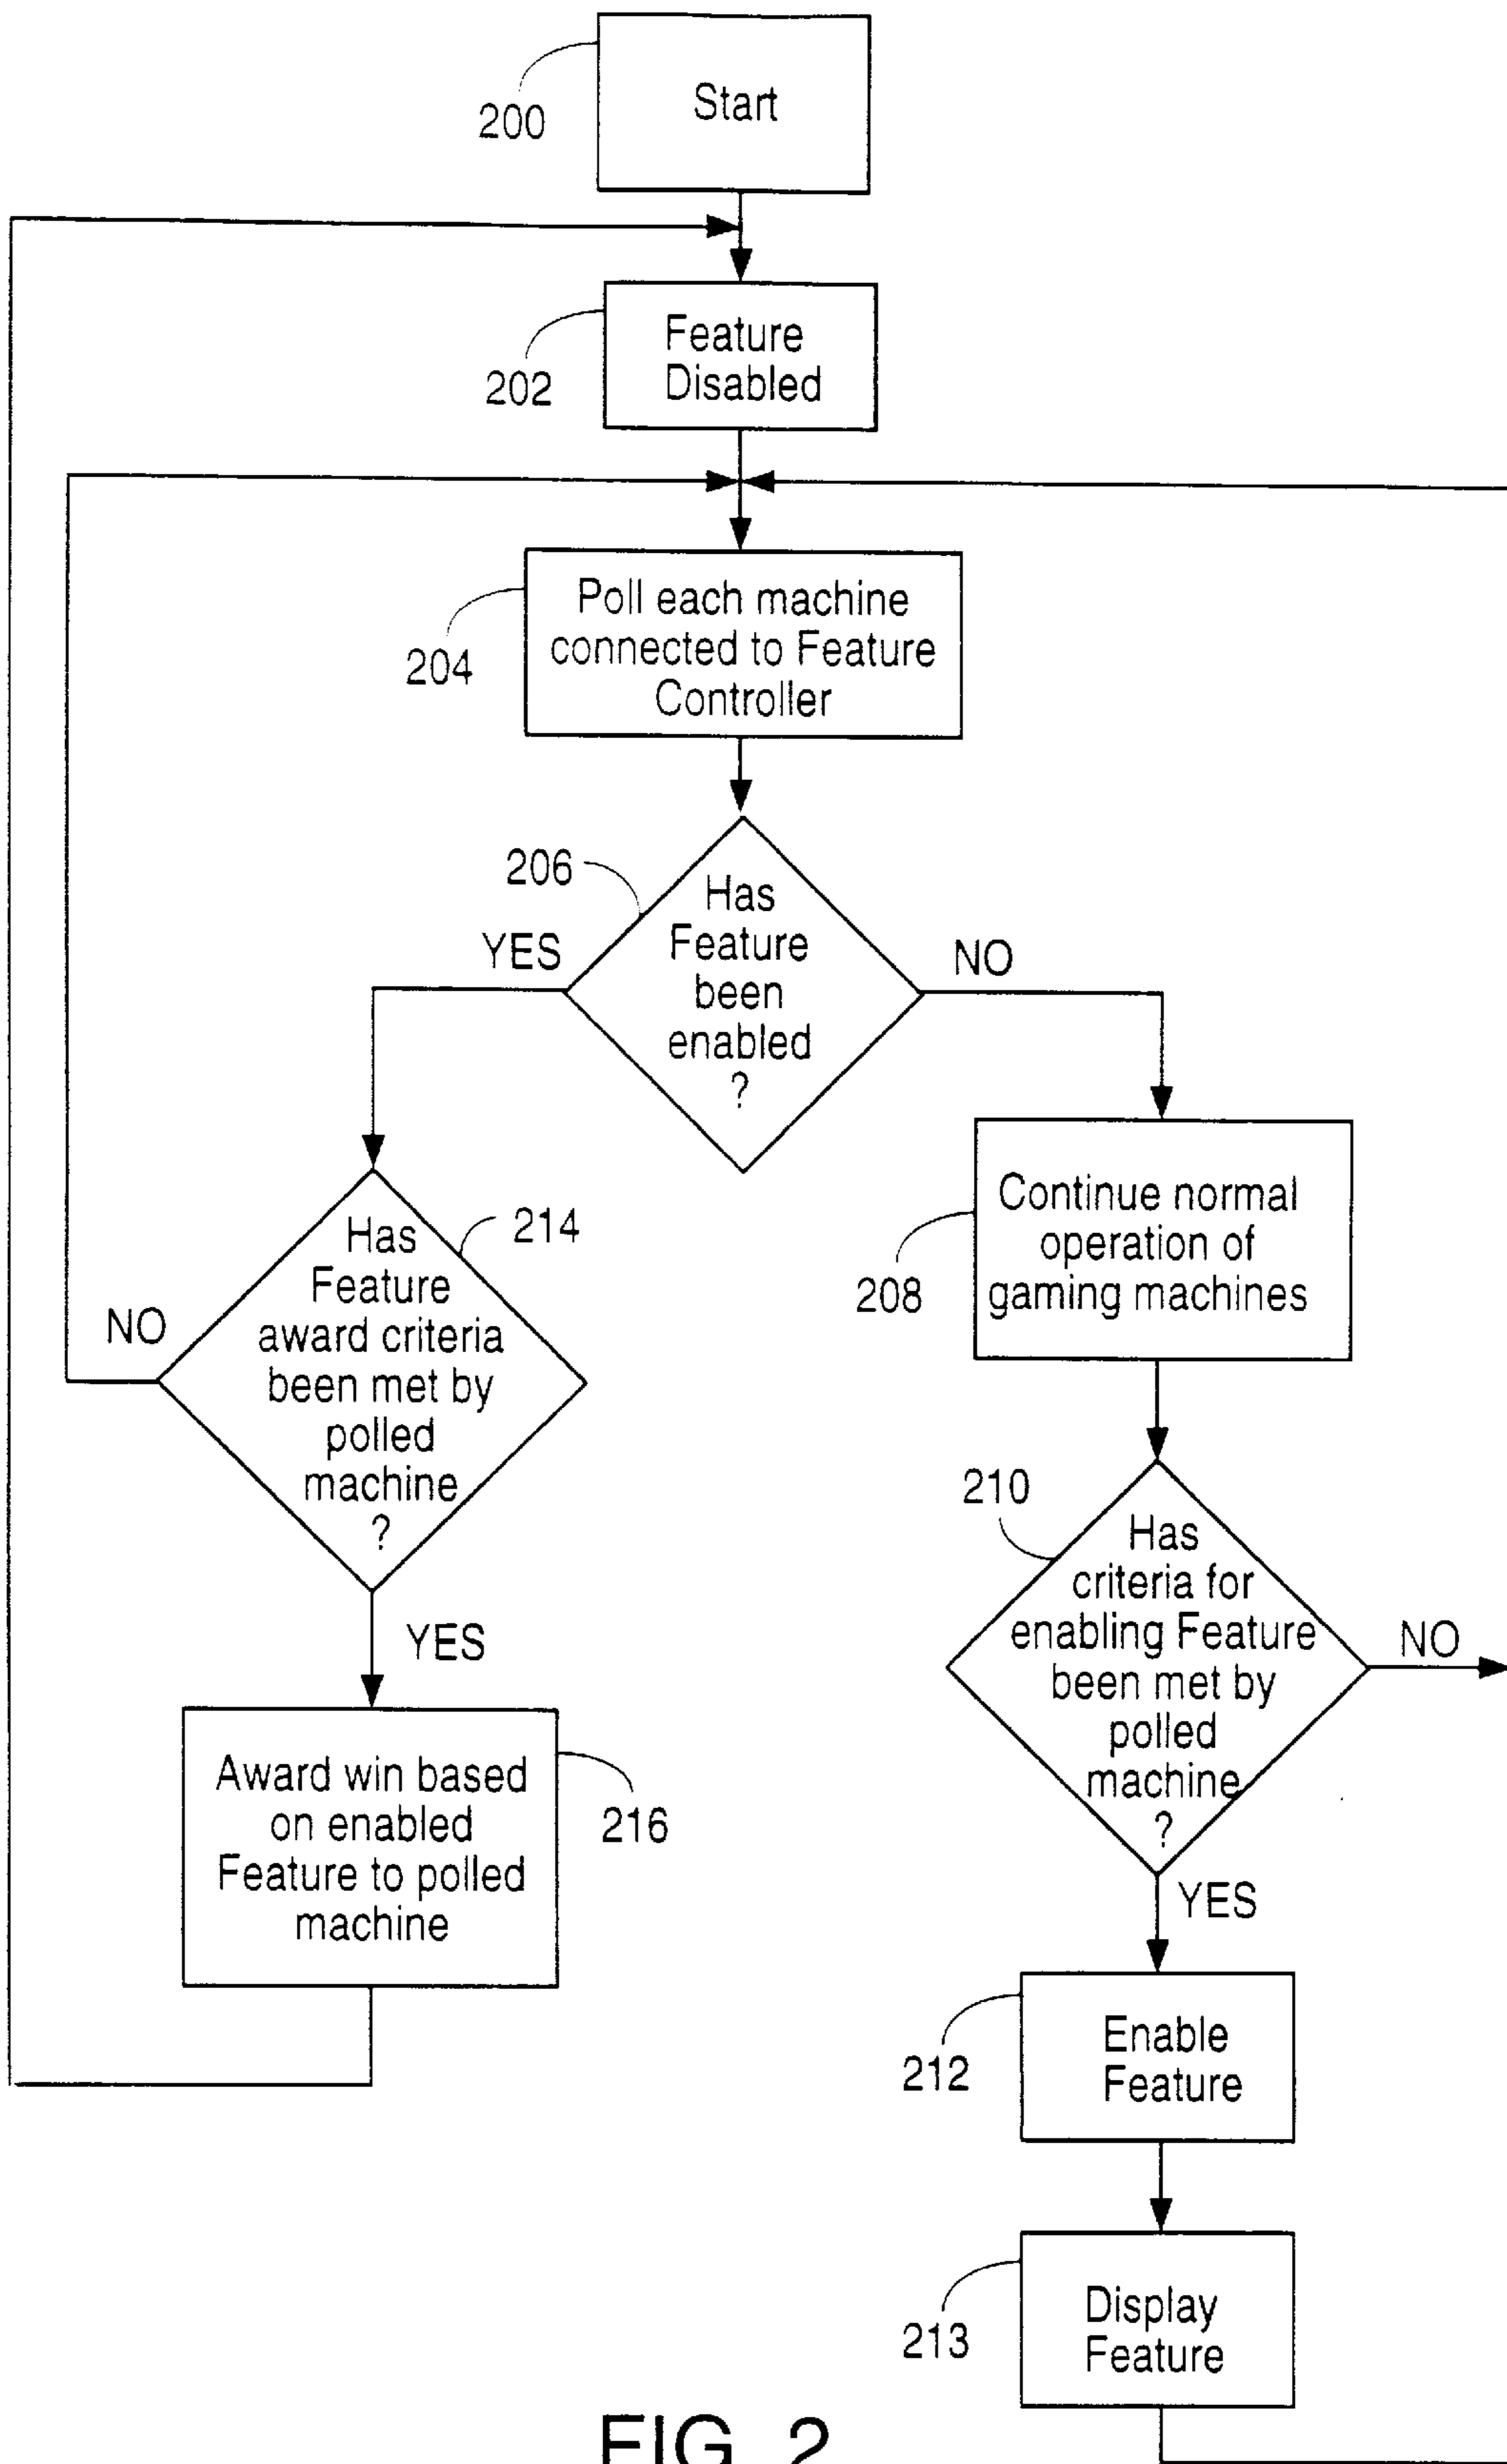 Start
200
Feature
Disabled
202
Poll each machine
connected to Feature
Controller
204
206
Has
Feature
been
enabled
?
YES
NO
Has
Feature
award criteria
been met by
polled
machine
?
214
NO
YES
Continue normal
operation of
gaming machines
208
210
Has
criteria for
enabling Feature
been met by
polled
machine
?
NO
YES
Award win based
on enabled
Feature to polled
machine
216
Enable
Feature
212
Display
Feature
213
FIG. 2